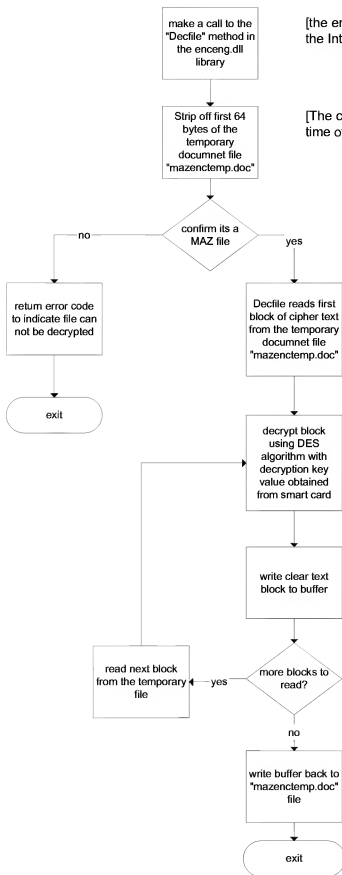 make a call to the
"Decfile" method in
the enceng.dll
library
[the en
the Int
Strip off first 64
bytes of the
temporary
documnet file
"mazenctemp.doc"
[The c
time of
confirm its a
MAZ file
no
yes
return error code
to indicate file can
not be decrypted
exit
Decfile reads first
block of cipher text
from the temporary
documnet file
"mazenctemp.doc"
decrypt block
using DES
algorithm with
decryption key
value obtained
from smart card
write clear text
block to buffer
more blocks to
read?
yes
read next block
from the temporary
file
no
write buffer back to
"mazenctemp.doc"
file
exit